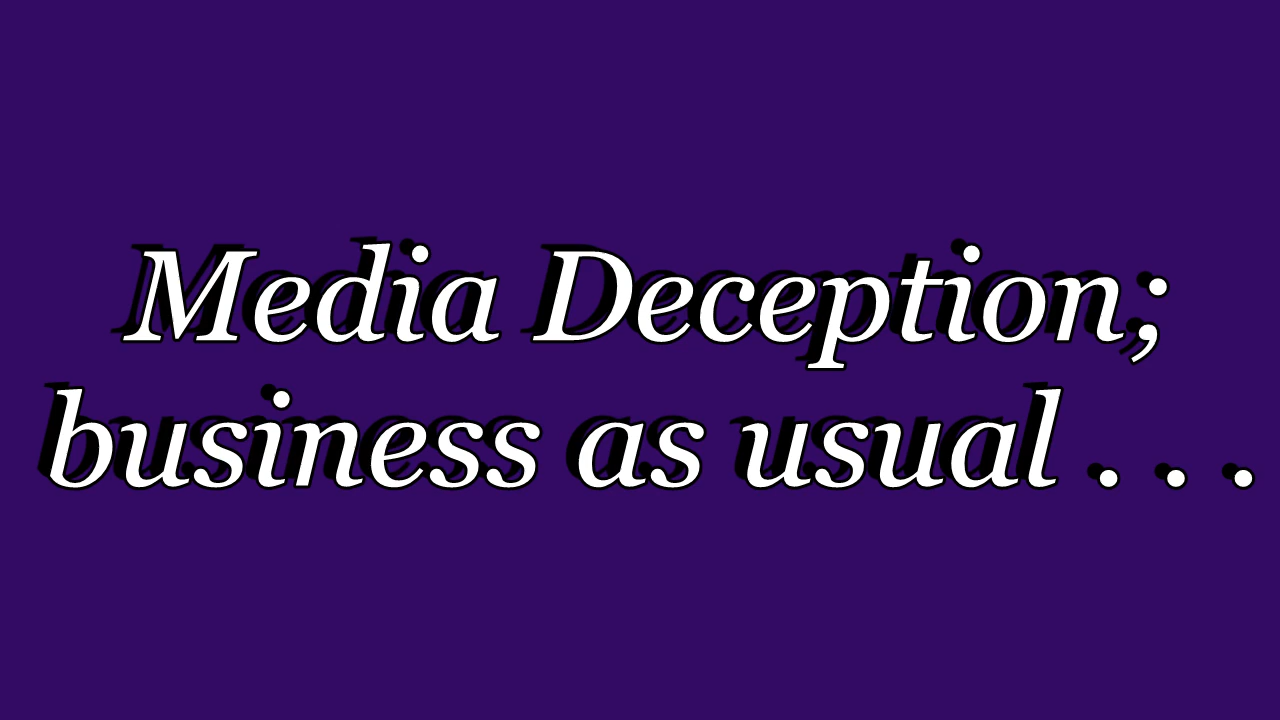 Media Deception;
business as usual . . .